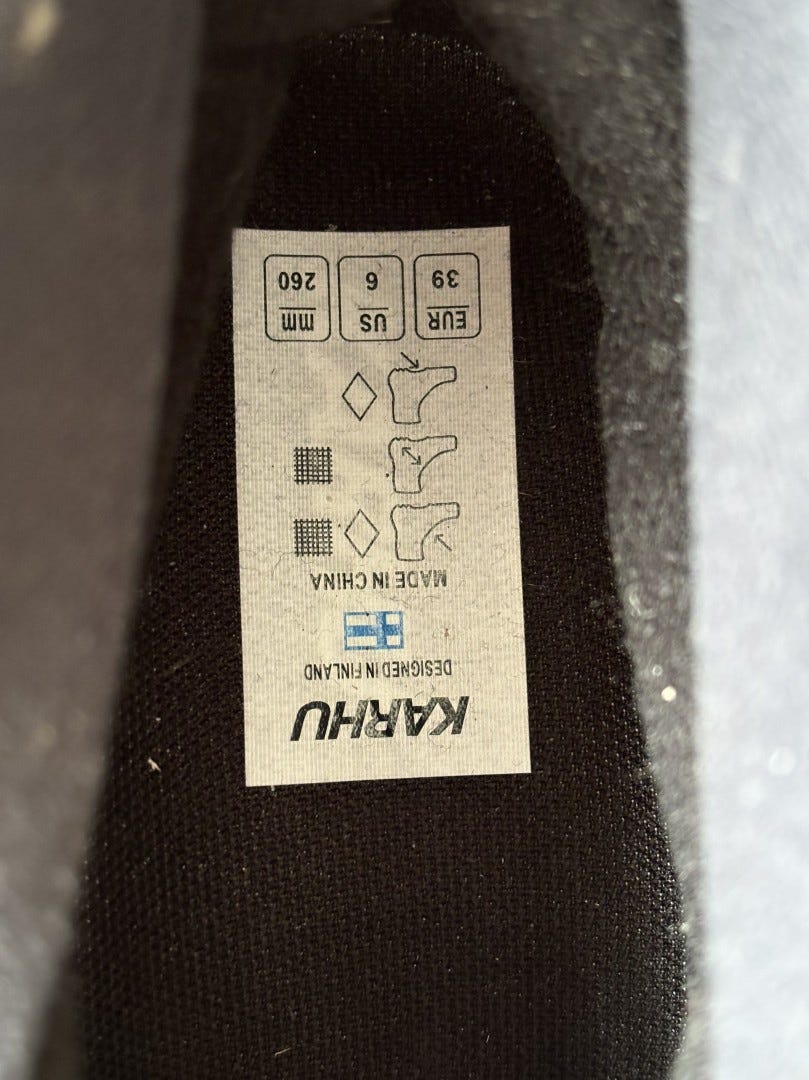 KARHU
DESIGNED IN FINLAND
MADE IN CHINA
EUR US mm
39 6 260